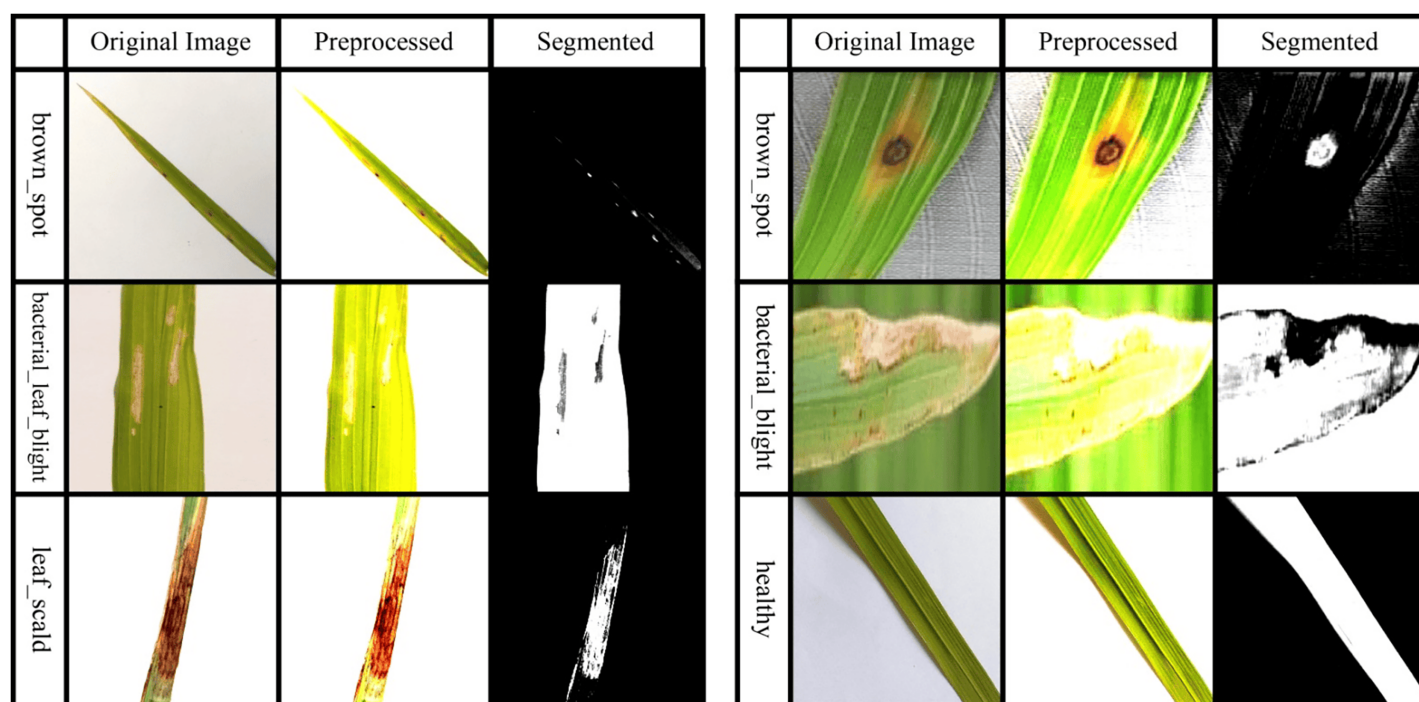 Original Image Preprocessed Segmented
brown_spot
bacterial_leaf_blight
leaf_scald
Original Image Preprocessed Segmented
brown_spot
bacterial_blight
healthy